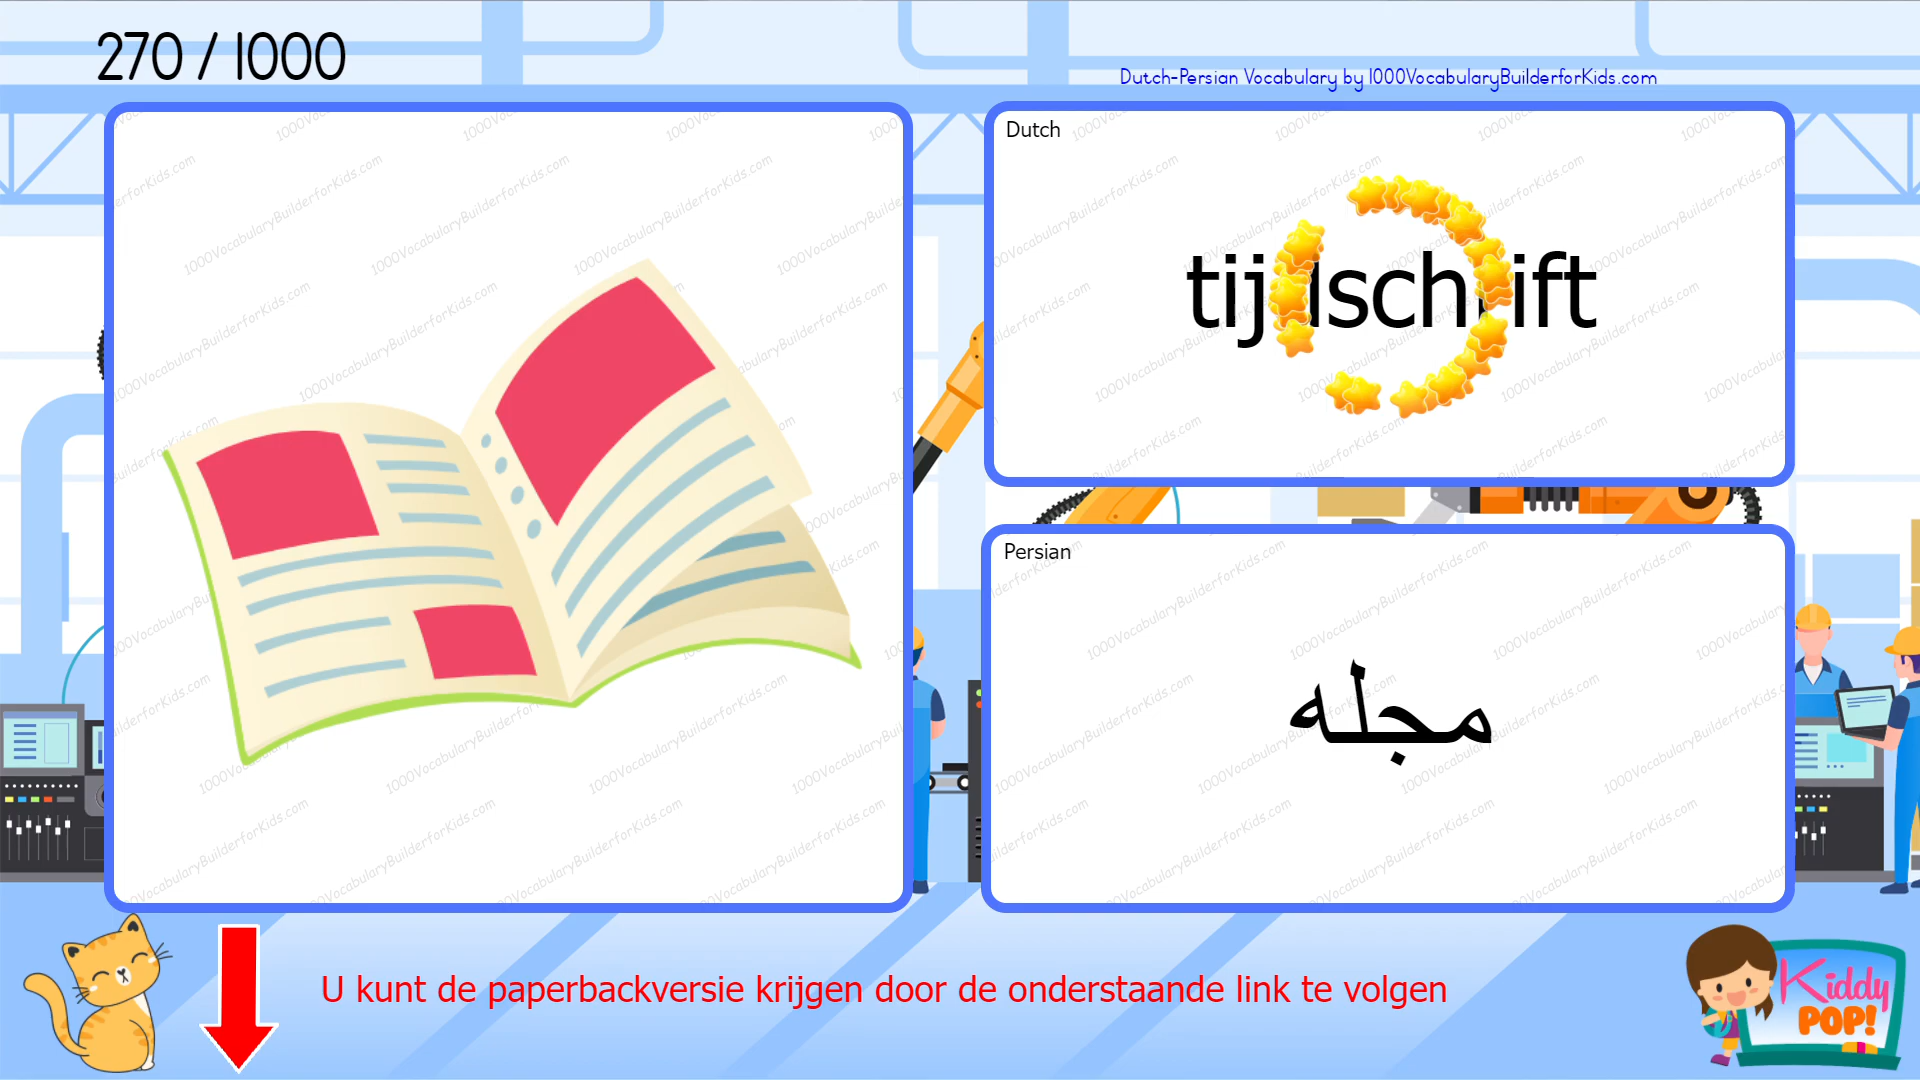 270 / 1000
Dutch-Persian Vocabulary by 1000VocabularyBuilderforKids.com
Dutch
tijdschrift
Persian
مجله
U kunt de paperbackversie krijgen door de onderstaande link te volgen
Kiddy
POP!